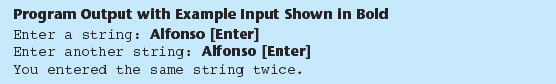 Program Output with Example Input Shown in Bold
Enter a string: Alfonso [Enter]
Enter another string: Alfonso [Enter]
You entered the same string twice.